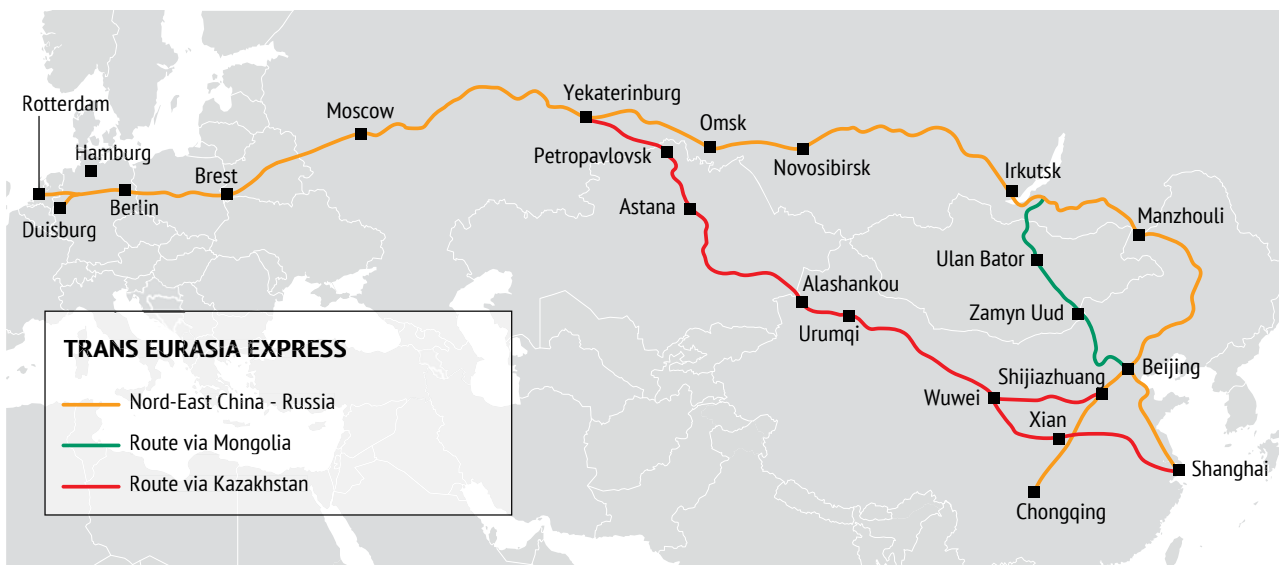 Rotterdam
Hamburg
Duisburg
Berlin
Brest
Moscow
Yekaterinburg
Petropavlovsk
Omsk
Novosibirsk
Astana
Irkutsk
Manzhouli
Ulan Bator
Zamyn Uud
Alashankou
Urumqi
Wuwei
Shijiazhuang
Beijing
Xian
Shanghai
Chongqing
TRANS EURASIA EXPRESS
Nord-East China - Russia
Route via Mongolia
Route via Kazakhstan